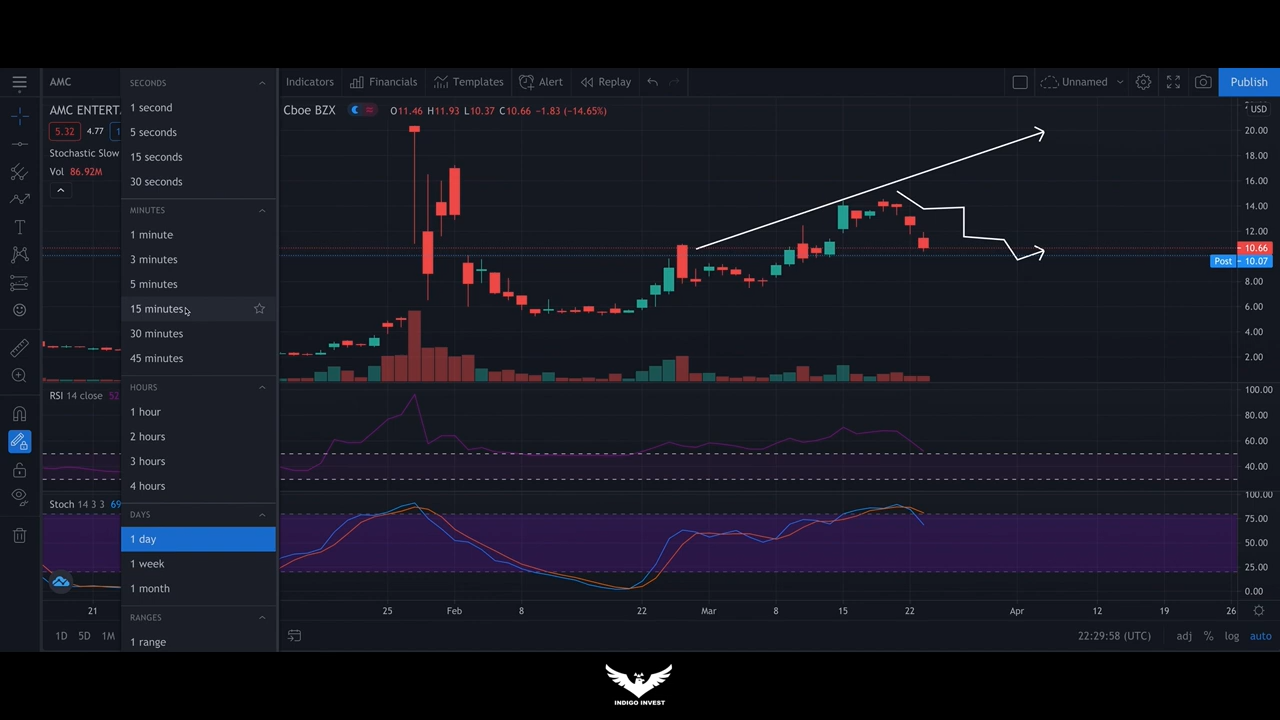 AMC
Indicators
Financials
Templates
Alert
Replay
Unnamed
Publish
SECONDS
1 second
5 seconds
15 seconds
30 seconds
MINUTES
1 minute
3 minutes
5 minutes
15 minutes
30 minutes
45 minutes
HOURS
1 hour
2 hours
3 hours
4 hours
DAYS
1 day
1 week
1 month
RANGES
1 range
AMC ENTERT
Cboe BZX
O11.46 H11.93 L10.37 C10.66 −1.83 (−14.65%)
5.32
4.77
Stochastic Slow
Vol 86.92M
USD
20.00
18.00
16.00
14.00
12.00
10.66
Post
10.07
8.00
6.00
4.00
2.00
RSI 14 close 52
100.00
80.00
60.00
40.00
Stoch 14 3 3 69
100.00
75.00
25.00
0.00
21
25
Feb
8
22
Mar
8
15
22
Apr
12
19
26
1D 5D 1M
22:29:58 (UTC)
adj
%
log
auto
INDIGO INVEST